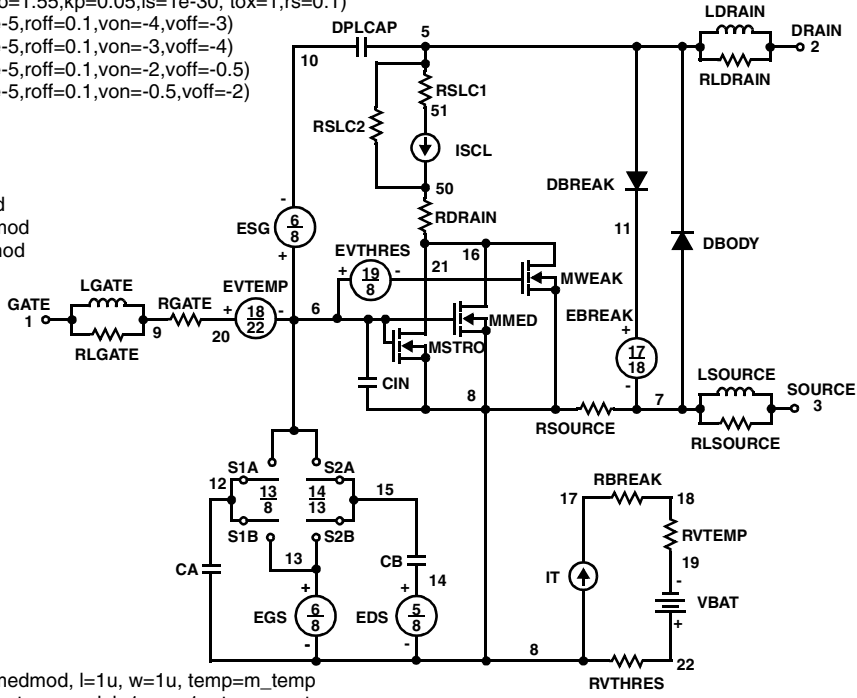 o=1.55,kp=0.05,is=1e-30, tox=1,rs=0.1)
e-5,roff=0.1,von=-4,voff=-3)
e-5,roff=0.1,von=-3,voff=-4)
e-5,roff=0.1,von=-2,voff=-0.5)
e-5,roff=0.1,von=-0.5,voff=-2)
LDRAIN
DPLCAP
5
DRAIN
2
10
RLDRAIN
RSLC1
51
RSLC2
ISCL
50
DBREAK
d
mod
mod
RDRAIN
ESG
-
6
8
+
11
DBODY
EVTHRES
+
19
8
-
21
16
MWEAK
LGATE
EVTEMP
GATE
1
RGATE
+
18
22
-
6
EBREAK
+
MMED
9
20
RLGATE
MSTRO
17
18
-
LSOURCE
CIN
8
7
SOURCE
3
RSOURCE
RLSOURCE
12
S1A
S2A
13
8
14
13
15
RBREAK
17
18
S1B
S2B
RVTEMP
13
CB
19
CA
14
IT
-
VBAT
+
+
EGS
6
8
-
+
EDS
5
8
-
8
22
RVTHRES
medmod, l=1u, w=1u, temp=m_temp